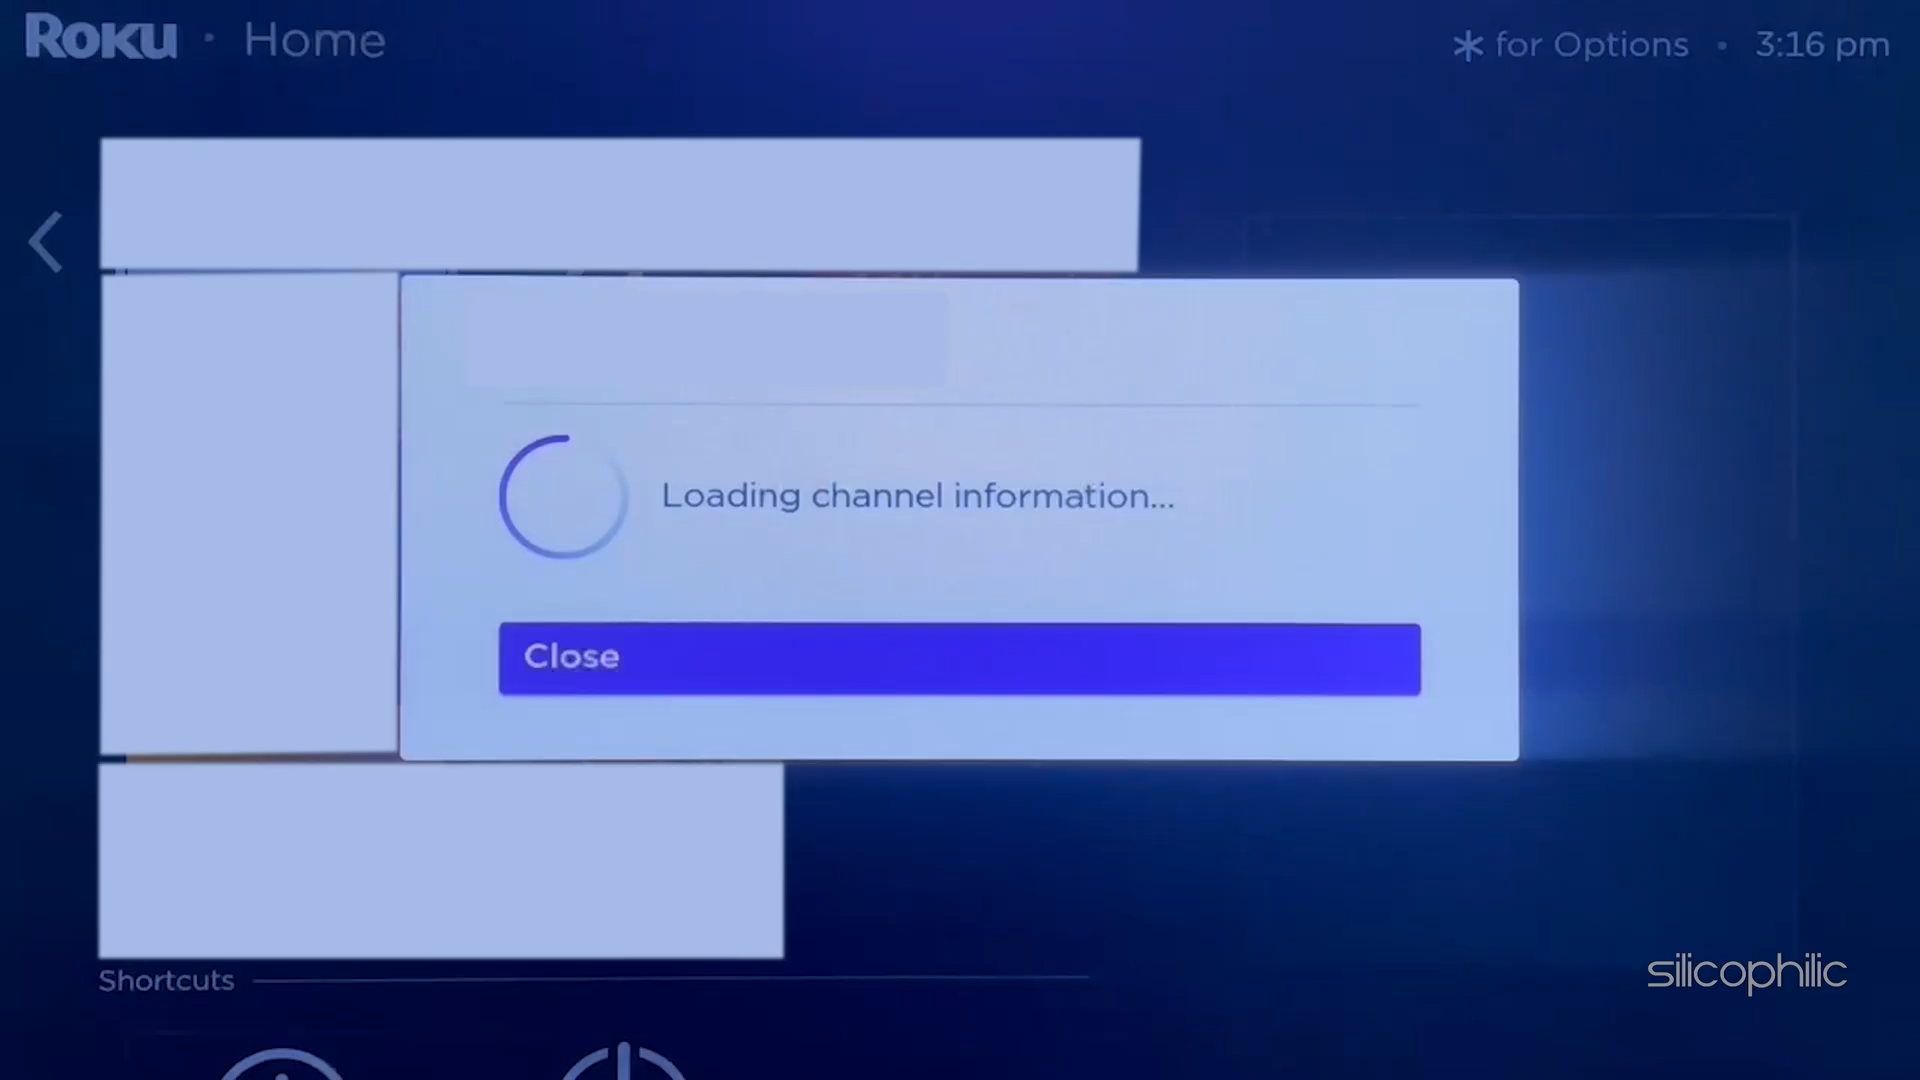 Roku • Home
* for Options • 3:16 pm
Loading channel information...
Close
Shortcuts
silicophilic